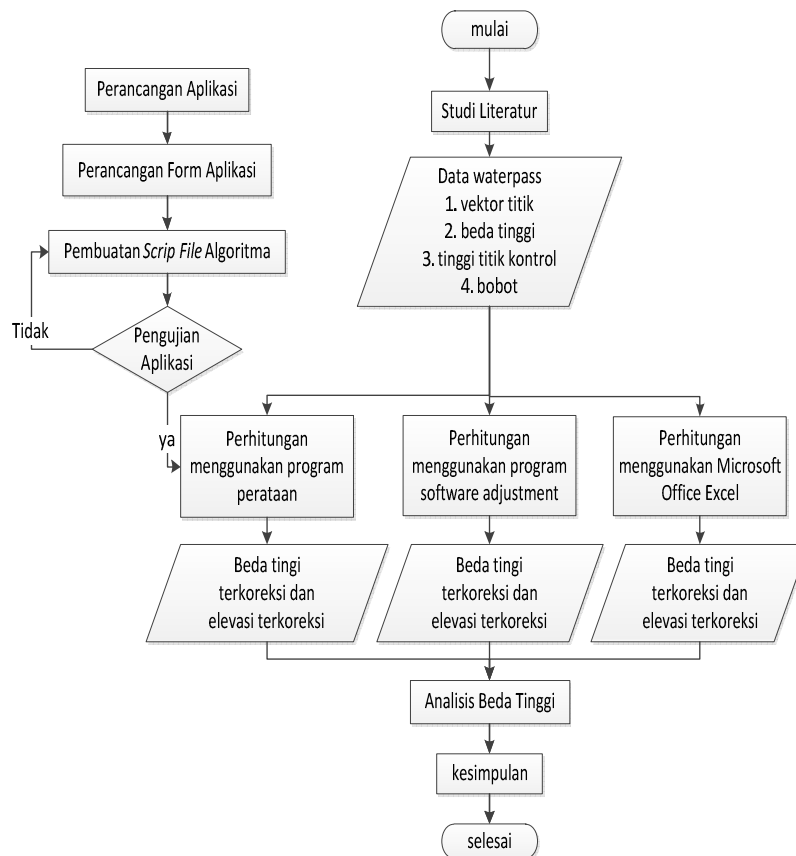 mulai
Studi Literatur
Data waterpass
1. vektor titik
2. beda tinggi
3. tinggi titik kontrol
4. bobot
Perancangan Aplikasi
Perancangan Form Aplikasi
Pembuatan Scrip File Algoritma
Tidak
Pengujian
Aplikasi
ya
Perhitungan
menggunakan program
perataan
Perhitungan
menggunakan program
software adjustment
Perhitungan
menggunakan Microsoft
Office Excel
Beda tingi
terkoreksi dan
elevasi terkoreksi
Beda tingi
terkoreksi dan
elevasi terkoreksi
Beda tingi
terkoreksi dan
elevasi terkoreksi
Analisis Beda Tinggi
kesimpulan
selesai